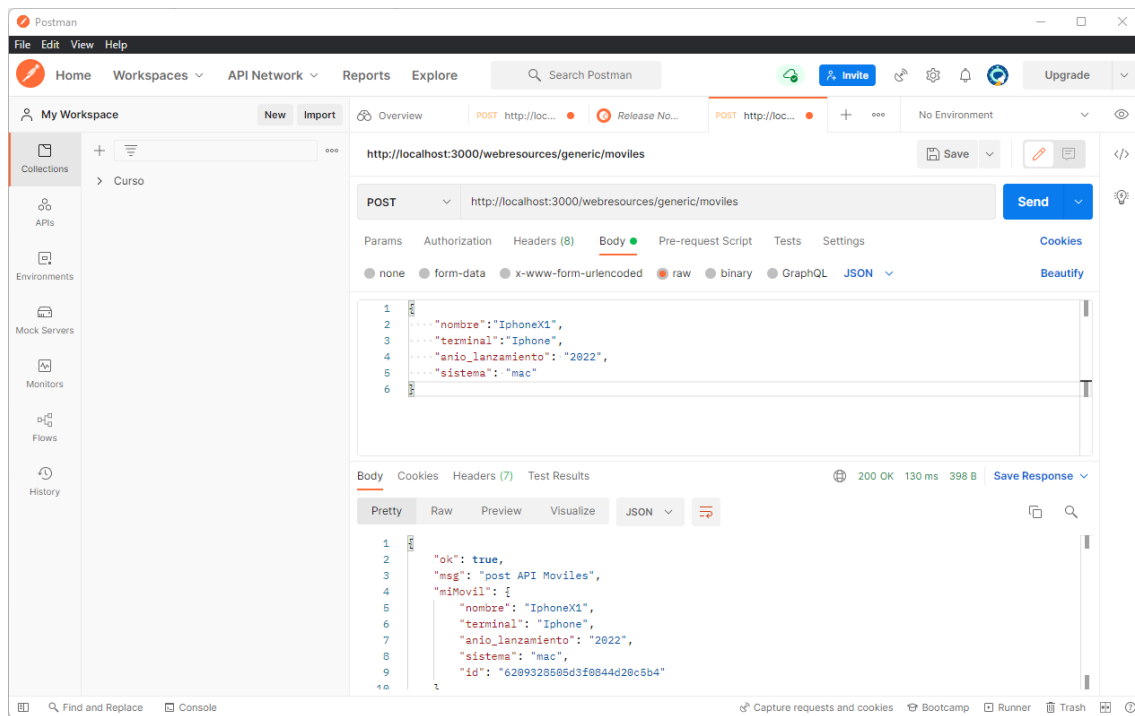 Postman
File Edit View Help
Home Workspaces API Network Reports Explore Search Postman Invite Upgrade
My Workspace New Import Overview POST http://loc... Release No... POST http://loc... No Environment
Collections
APIs
Environments
Mock Servers
Monitors
Flows
History
Curso
http://localhost:3000/webresources/generic/moviles Save
POST http://localhost:3000/webresources/generic/moviles Send
Params Authorization Headers (8) Body Pre-request Script Tests Settings Cookies
none form-data x-www-form-urlencoded raw binary GraphQL JSON Beautify
1 {
2 "nombre":"IphoneX1",
3 "terminal":"Iphone",
4 "anio_lanzamiento": "2022",
5 "sistema": "mac"
6 }
Body Cookies Headers (7) Test Results 200 OK 130 ms 398 B Save Response
Pretty Raw Preview Visualize JSON
1 {
2 "ok": true,
3 "msg": "post API Moviles",
4 "miMovil": {
5 "nombre": "IphoneX1",
6 "terminal": "Iphone",
7 "anio_lanzamiento": "2022",
8 "sistema": "mac",
9 "id": "6209328505d3f0844d20c5b4"
10 }
Find and Replace Console Capture requests and cookies Bootcamp Runner Trash